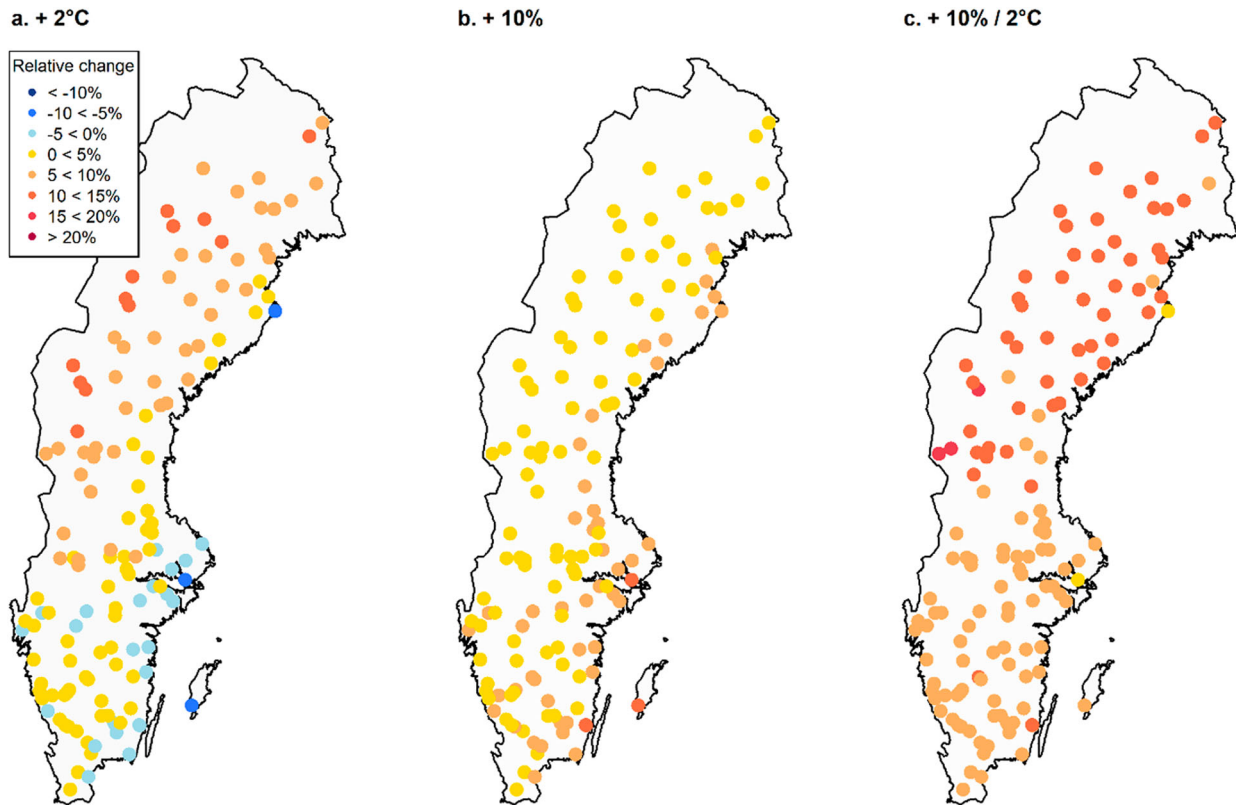 a. + 2°C
b. + 10%
c. + 10% / 2°C
Relative change
< -10%
-10 < -5%
-5 < 0%
0 < 5%
5 < 10%
10 < 15%
15 < 20%
> 20%